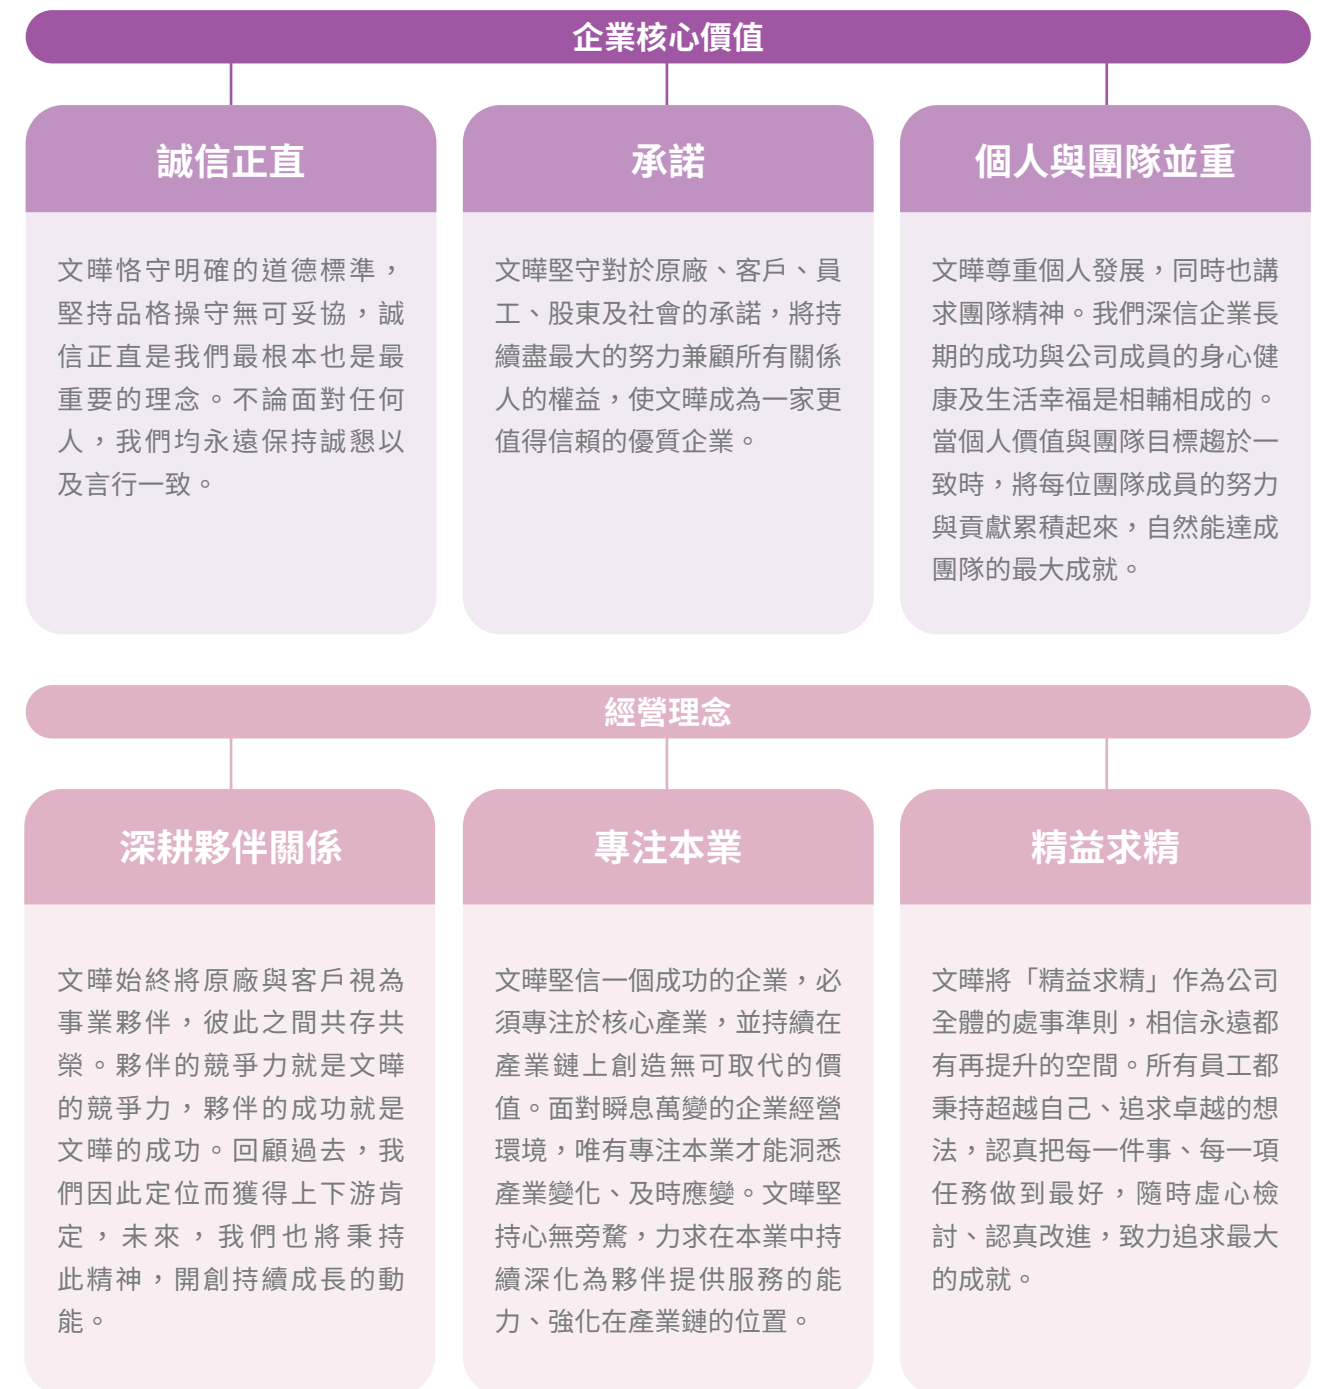 企業核心價值
誠信正直
文曄恪守明確的道德標準，
堅持品格操守無可妥協，誠
信正直是我們最根本也是最
重要的理念。不論面對任何
人，我們均永遠保持誠懇以
及言行一致。
承諾
文曄堅守對於原廠、客戶、員
工、股東及社會的承諾，將持
續盡最大的努力兼顧所有關係
人的權益，使文曄成為一家更
值得信賴的優質企業。
個人與團隊並重
文曄尊重個人發展，同時也講
求團隊精神。我們深信企業長
期的成功與公司成員的身心健
康及生活幸福是相輔相成的。
當個人價值與團隊目標趨於一
致時，將每位團隊成員的努力
與貢獻累積起來，自然能達成
團隊的最大成就。
經營理念
深耕夥伴關係
文曄始終將原廠與客戶視為
事業夥伴，彼此之間共存共
榮。夥伴的競爭力就是文曄
的競爭力，夥伴的成功就是
文曄的成功。回顧過去，我
們因此定位而獲得上下游肯
定，未來，我們也將秉持
此精神，開創持續成長的動
能。
專注本業
文曄堅信一個成功的企業，必
須專注於核心產業，並持續在
產業鏈上創造無可取代的價
值。面對瞬息萬變的企業經營
環境，唯有專注本業才能洞悉
產業變化、及時應變。文曄堅
持心無旁騖，力求在本業中持
續深化為夥伴提供服務的能
力、強化在產業鏈的位置。
精益求精
文曄將「精益求精」作為公司
全體的處事準則，相信永遠都
有再提升的空間。所有員工都
秉持超越自己、追求卓越的想
法，認真把每一件事、每一項
任務做到最好，隨時虛心檢
討、認真改進，致力追求最大
的成就。